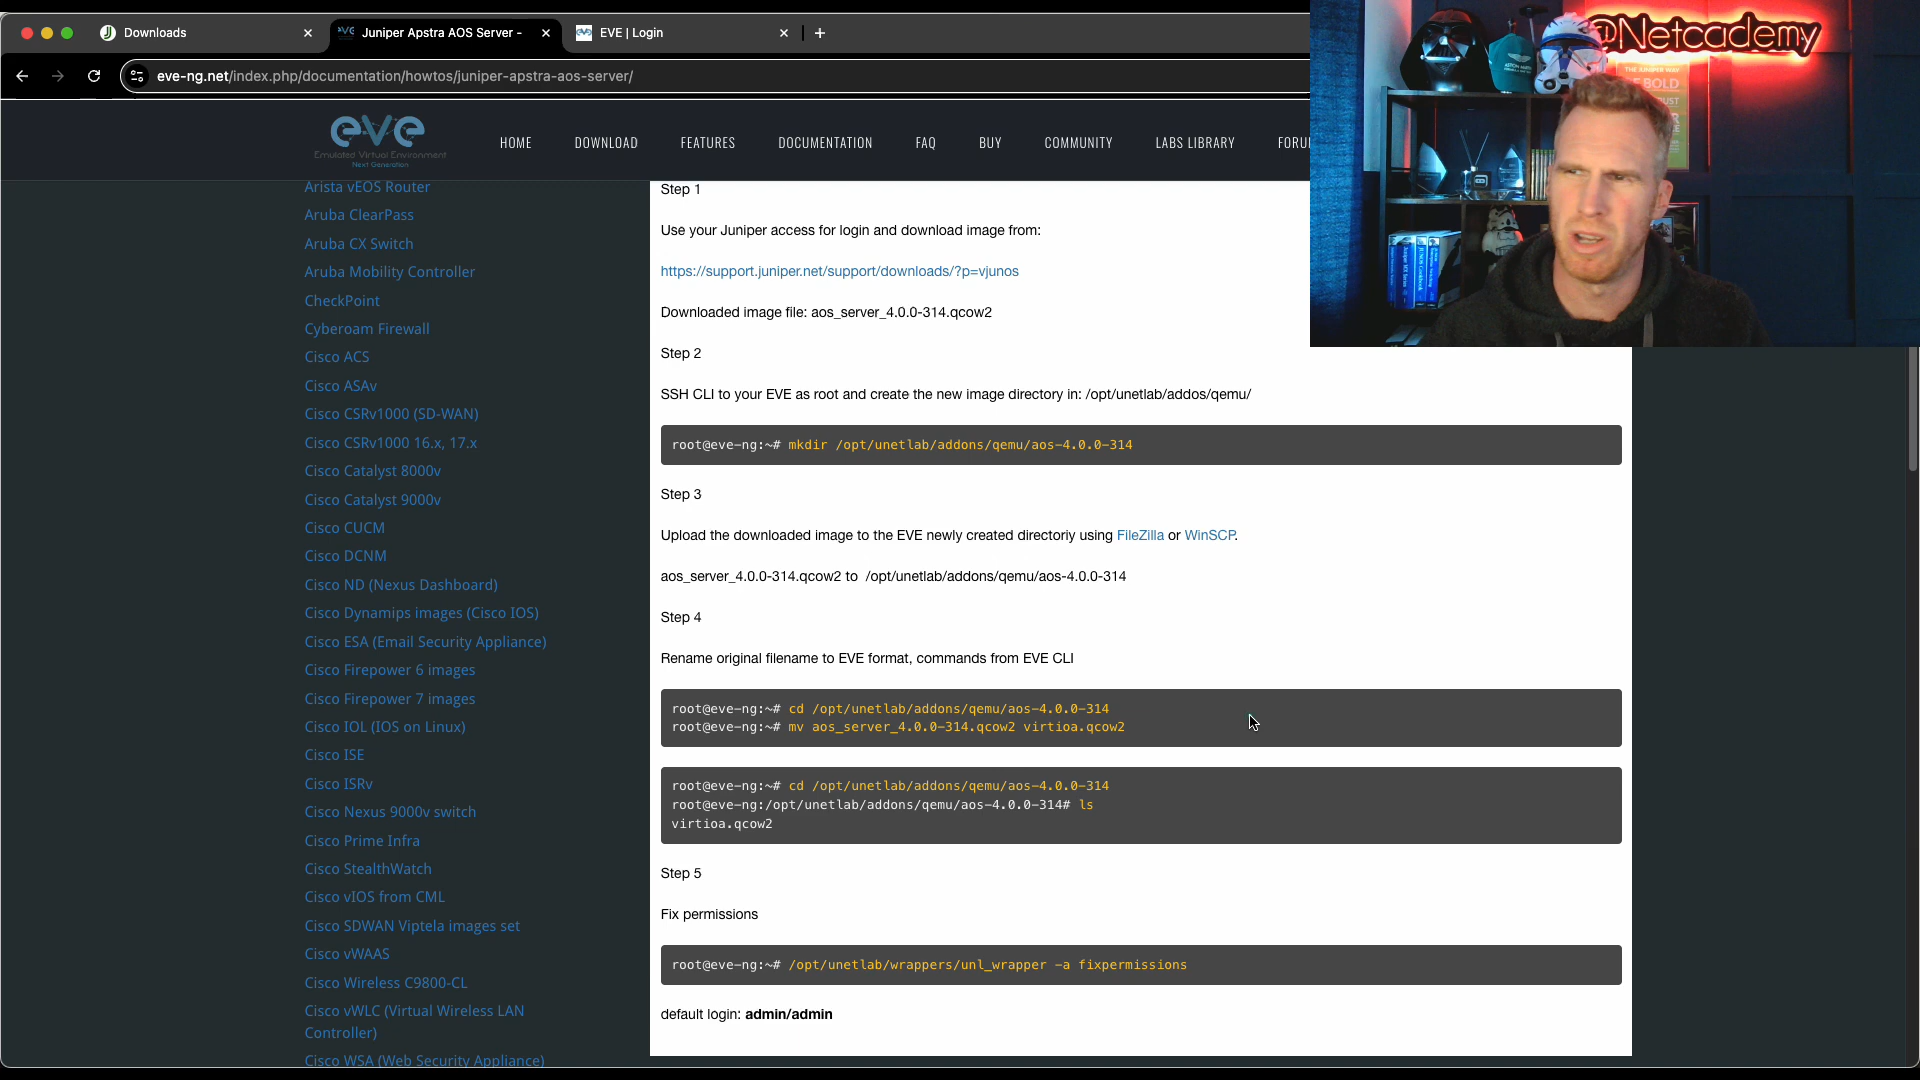 Downloads
Juniper Apstra AOS Server -
EVE | Login
eve-ng.net/index.php/documentation/howtos/juniper-apstra-aos-server/
@Netcademy
THE JUNIPER WAY
BOLD
eve
Emulated Virtual Environment
Next Generation
HOME
DOWNLOAD
FEATURES
DOCUMENTATION
FAQ
BUY
COMMUNITY
LABS LIBRARY
FORU
Arista vEOS Router
Aruba ClearPass
Aruba CX Switch
Aruba Mobility Controller
CheckPoint
Cyberoam Firewall
Cisco ACS
Cisco ASAv
Cisco CSRv1000 (SD-WAN)
Cisco CSRv1000 16.x, 17.x
Cisco Catalyst 8000v
Cisco Catalyst 9000v
Cisco CUCM
Cisco DCNM
Cisco ND (Nexus Dashboard)
Cisco Dynamips images (Cisco IOS)
Cisco ESA (Email Security Appliance)
Cisco Firepower 6 images
Cisco Firepower 7 images
Cisco IOL (IOS on Linux)
Cisco ISE
Cisco ISRv
Cisco Nexus 9000v switch
Cisco Prime Infra
Cisco StealthWatch
Cisco vIOS from CML
Cisco SDWAN Viptela images set
Cisco vWAAS
Cisco Wireless C9800-CL
Cisco vWLC (Virtual Wireless LAN
Controller)
Cisco WSA (Web Security Appliance)
Step 1
Use your Juniper access for login and download image from:
https://support.juniper.net/support/downloads/?p=vjunos
Downloaded image file: aos_server_4.0.0-314.qcow2
Step 2
SSH CLI to your EVE as root and create the new image directory in: /opt/unetlab/addos/qemu/
root@eve-ng:~# mkdir /opt/unetlab/addons/qemu/aos-4.0.0-314
Step 3
Upload the downloaded image to the EVE newly created directoriy using FileZilla or WinSCP.
aos_server_4.0.0-314.qcow2 to /opt/unetlab/addons/qemu/aos-4.0.0-314
Step 4
Rename original filename to EVE format, commands from EVE CLI
root@eve-ng:~# cd /opt/unetlab/addons/qemu/aos-4.0.0-314
root@eve-ng:~# mv aos_server_4.0.0-314.qcow2 virtioa.qcow2
root@eve-ng:~# cd /opt/unetlab/addons/qemu/aos-4.0.0-314
root@eve-ng:/opt/unetlab/addons/qemu/aos-4.0.0-314# ls
virtioa.qcow2
Step 5
Fix permissions
root@eve-ng:~# /opt/unetlab/wrappers/unl_wrapper -a fixpermissions
default login: admin/admin